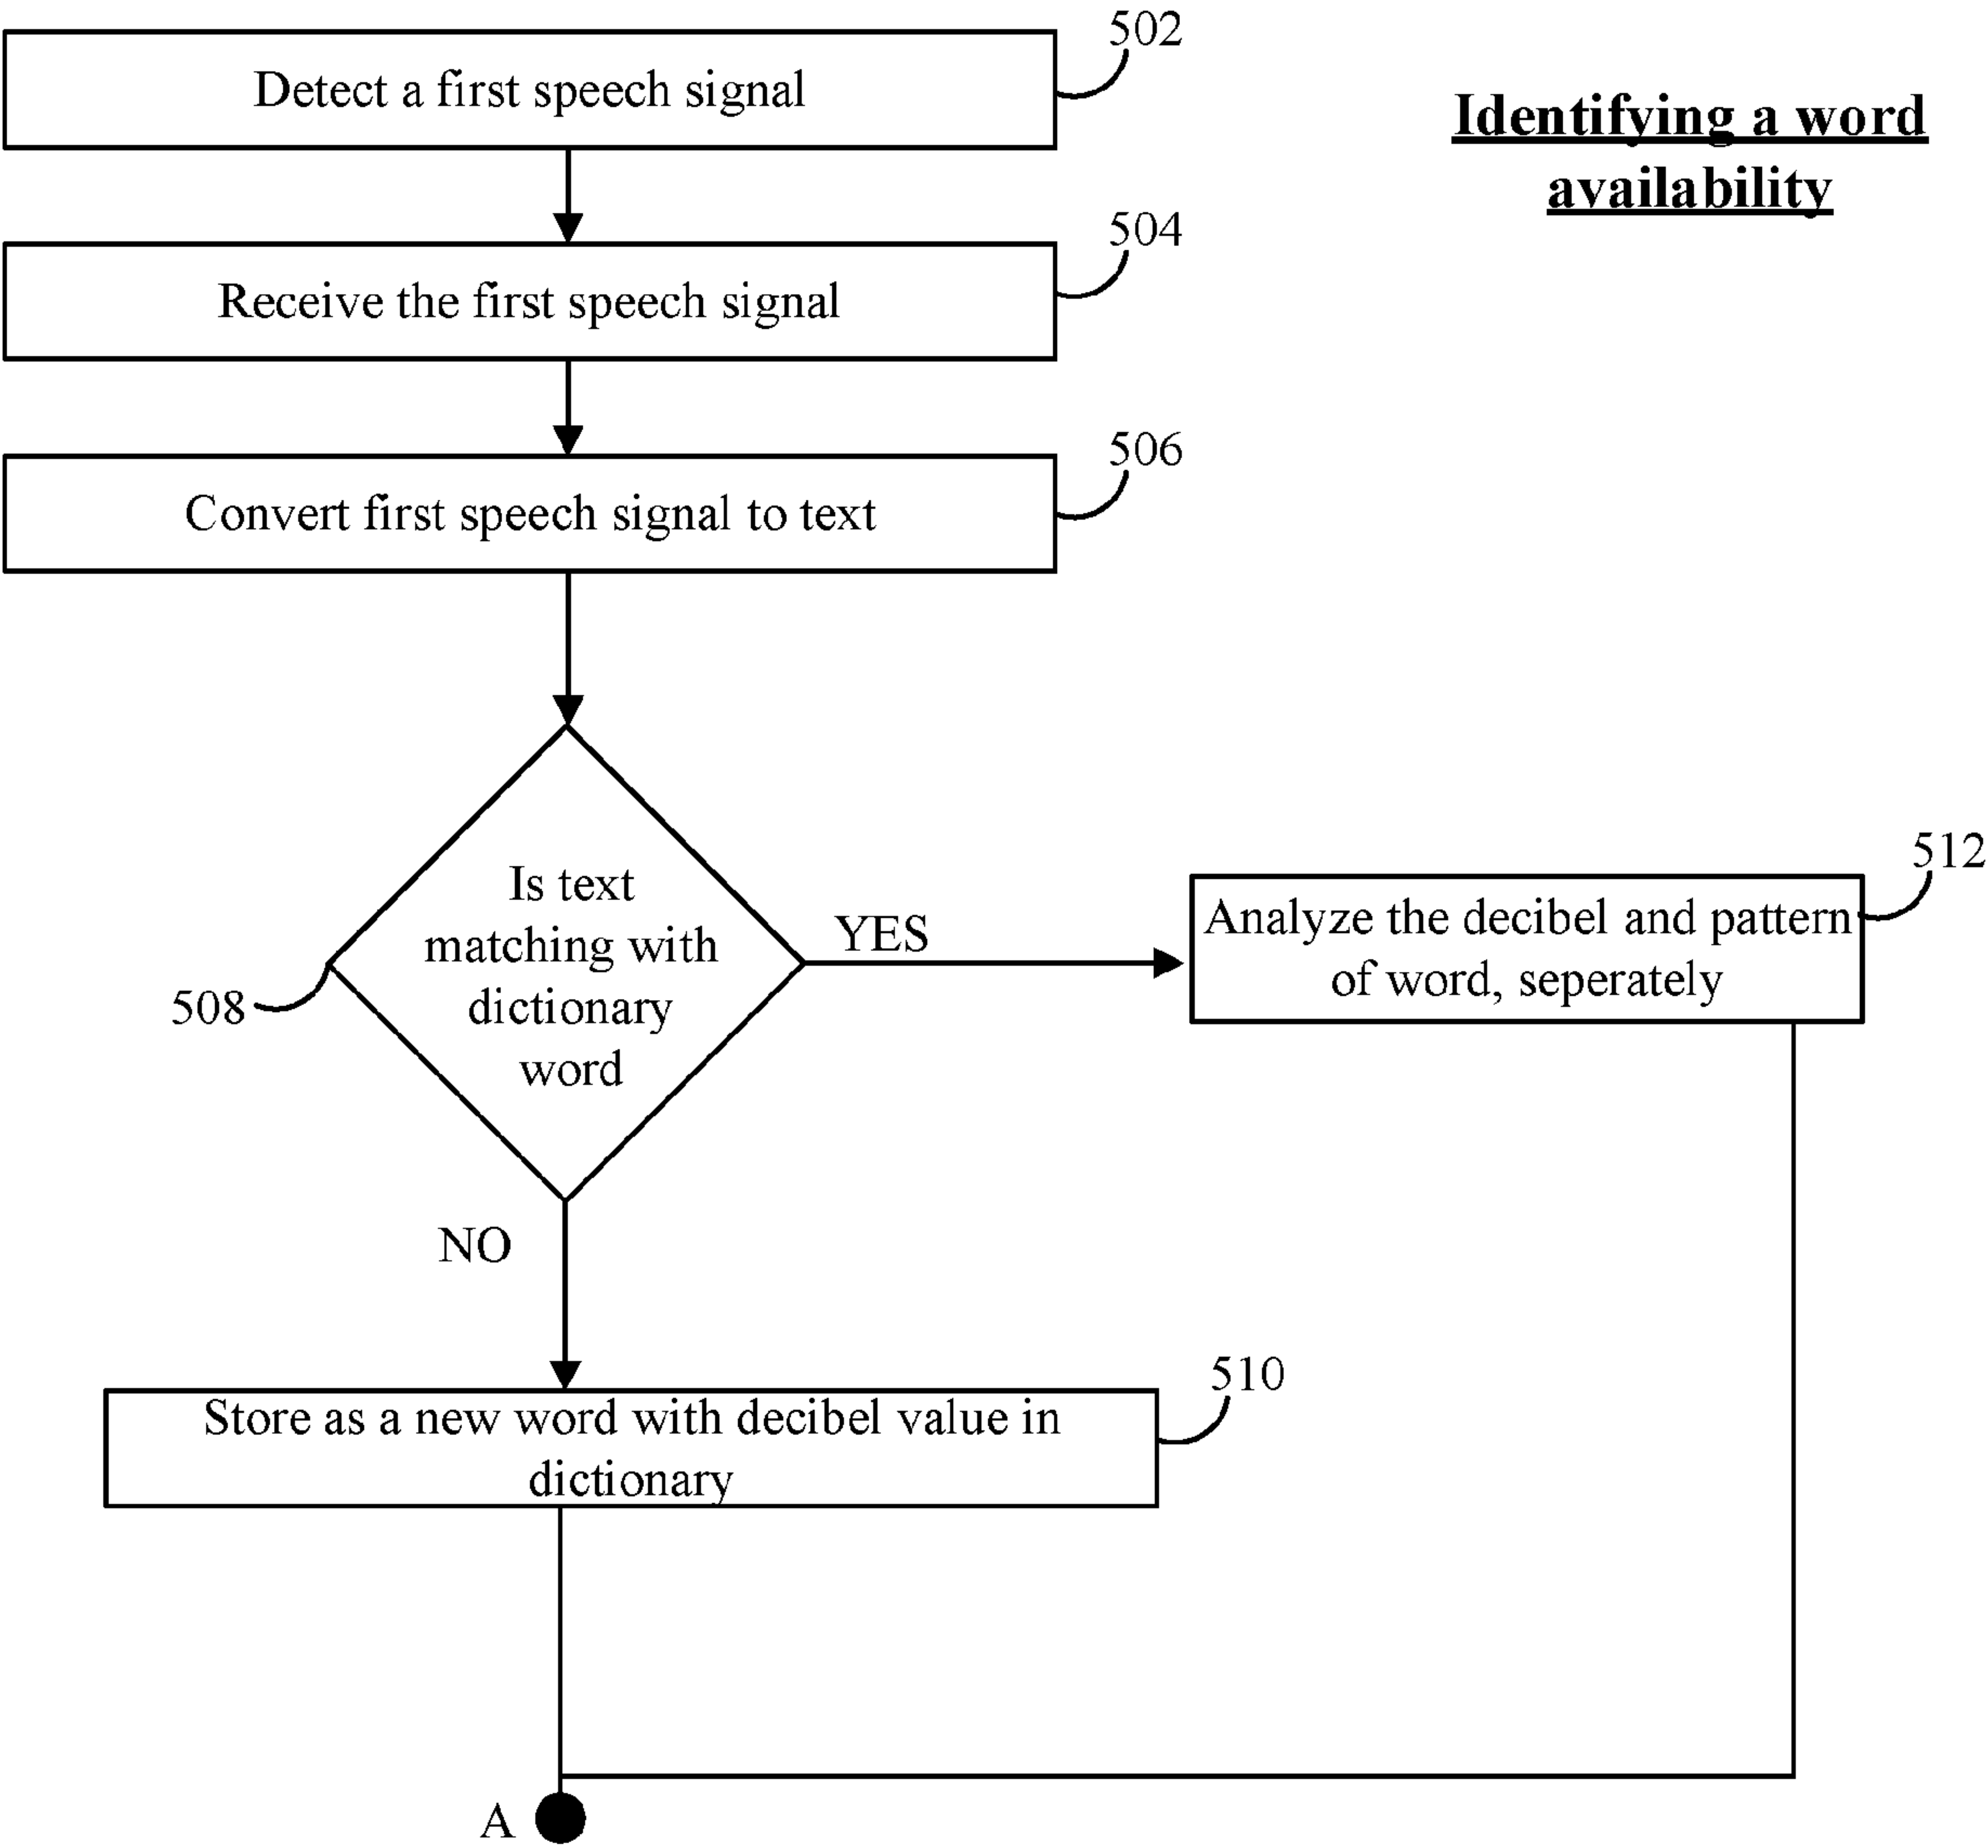 502
Detect a first speech signal
Identifying a word
availability
504
Receive the first speech signal
506
Convert first speech signal to text
Is text
matching with
dictionary
word
508
YES
512
Analyze the decibel and pattern
of word, seperately
NO
510
Store as a new word with decibel value in
dictionary
A